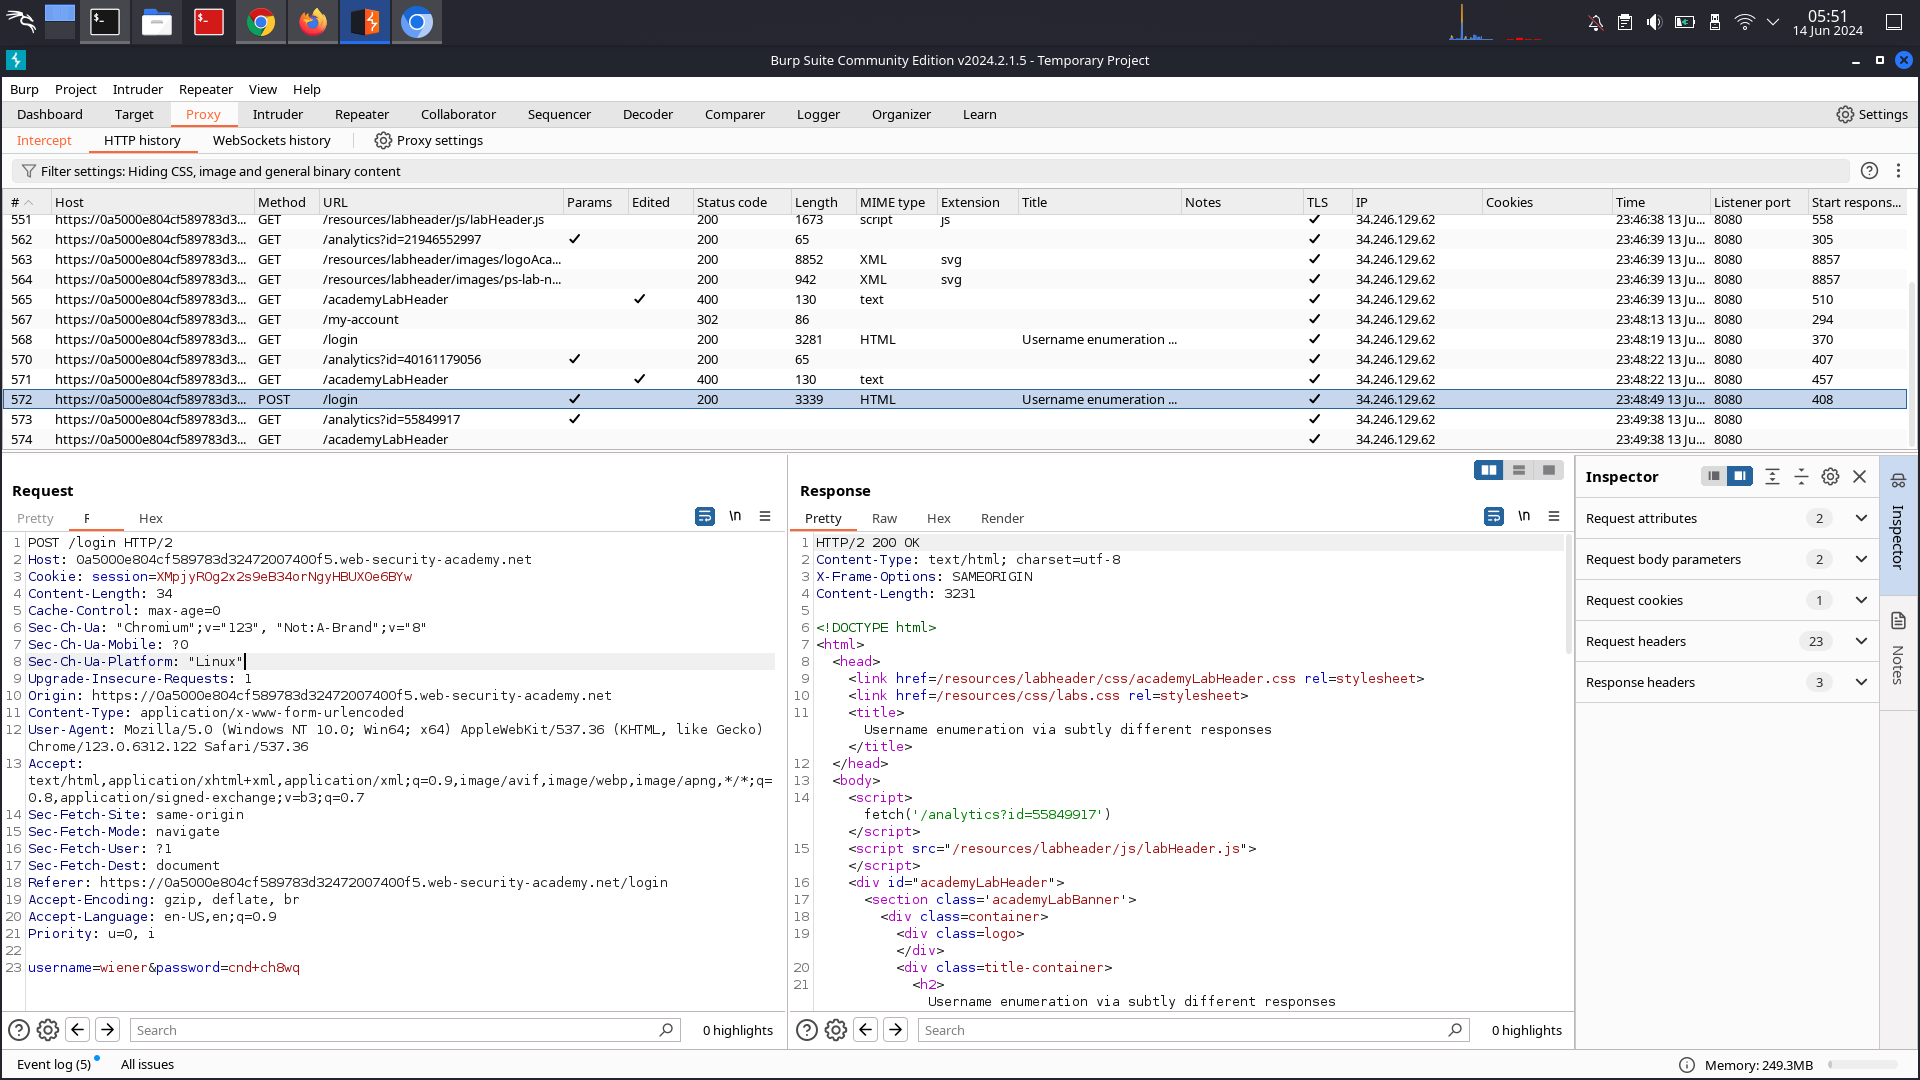 05:51
14 Jun 2024
Burp Suite Community Edition v2024.2.1.5 - Temporary Project
Burp Project Intruder Repeater View Help
Dashboard Target Proxy Intruder Repeater Collaborator Sequencer Decoder Comparer Logger Organizer Learn Settings
Intercept HTTP history WebSockets history Proxy settings
Filter settings: Hiding CSS, image and general binary content
# Host Method URL Params Edited Status code Length MIME type Extension Title Notes TLS IP Cookies Time Listener port Start respons...
551 https://0a5000e804cf589783d3... GET /resources/labheader/js/labHeader.js 200 1673 script js ✓ 34.246.129.62 23:46:38 13 Ju... 8080 558
562 https://0a5000e804cf589783d3... GET /analytics?id=21946552997 ✓ 200 65 ✓ 34.246.129.62 23:46:39 13 Ju... 8080 305
563 https://0a5000e804cf589783d3... GET /resources/labheader/images/logoAca... 200 8852 XML svg ✓ 34.246.129.62 23:46:39 13 Ju... 8080 8857
564 https://0a5000e804cf589783d3... GET /resources/labheader/images/ps-lab-n... 200 942 XML svg ✓ 34.246.129.62 23:46:39 13 Ju... 8080 8857
565 https://0a5000e804cf589783d3... GET /academyLabHeader ✓ 400 130 text ✓ 34.246.129.62 23:46:39 13 Ju... 8080 510
567 https://0a5000e804cf589783d3... GET /my-account 302 86 ✓ 34.246.129.62 23:48:13 13 Ju... 8080 294
568 https://0a5000e804cf589783d3... GET /login 200 3281 HTML Username enumeration ... ✓ 34.246.129.62 23:48:19 13 Ju... 8080 370
570 https://0a5000e804cf589783d3... GET /analytics?id=40161179056 ✓ 200 65 ✓ 34.246.129.62 23:48:22 13 Ju... 8080 407
571 https://0a5000e804cf589783d3... GET /academyLabHeader ✓ 400 130 text ✓ 34.246.129.62 23:48:22 13 Ju... 8080 457
572 https://0a5000e804cf589783d3... POST /login ✓ 200 3339 HTML Username enumeration ... ✓ 34.246.129.62 23:48:49 13 Ju... 8080 408
573 https://0a5000e804cf589783d3... GET /analytics?id=55849917 ✓ ✓ 34.246.129.62 23:49:38 13 Ju... 8080
574 https://0a5000e804cf589783d3... GET /academyLabHeader ✓ 34.246.129.62 23:49:38 13 Ju... 8080
Request
Pretty F Hex \n
1 POST /login HTTP/2
2 Host: 0a5000e804cf589783d32472007400f5.web-security-academy.net
3 Cookie: session=XMpjyROg2x2s9eB34orNgyHBUX0e6BYw
4 Content-Length: 34
5 Cache-Control: max-age=0
6 Sec-Ch-Ua: "Chromium";v="123", "Not:A-Brand";v="8"
7 Sec-Ch-Ua-Mobile: ?0
8 Sec-Ch-Ua-Platform: "Linux"
9 Upgrade-Insecure-Requests: 1
10 Origin: https://0a5000e804cf589783d32472007400f5.web-security-academy.net
11 Content-Type: application/x-www-form-urlencoded
12 User-Agent: Mozilla/5.0 (Windows NT 10.0; Win64; x64) AppleWebKit/537.36 (KHTML, like Gecko)
Chrome/123.0.6312.122 Safari/537.36
13 Accept:
text/html,application/xhtml+xml,application/xml;q=0.9,image/avif,image/webp,image/apng,*/*;q=
0.8,application/signed-exchange;v=b3;q=0.7
14 Sec-Fetch-Site: same-origin
15 Sec-Fetch-Mode: navigate
16 Sec-Fetch-User: ?1
17 Sec-Fetch-Dest: document
18 Referer: https://0a5000e804cf589783d32472007400f5.web-security-academy.net/login
19 Accept-Encoding: gzip, deflate, br
20 Accept-Language: en-US,en;q=0.9
21 Priority: u=0, i
22
23 username=wiener&password=cnd+ch8wq
Search 0 highlights
Response
Pretty Raw Hex Render \n
1 HTTP/2 200 OK
2 Content-Type: text/html; charset=utf-8
3 X-Frame-Options: SAMEORIGIN
4 Content-Length: 3231
5
6 <!DOCTYPE html>
7 <html>
8 <head>
9 <link href=/resources/labheader/css/academyLabHeader.css rel=stylesheet>
10 <link href=/resources/css/labs.css rel=stylesheet>
11 <title>
Username enumeration via subtly different responses
</title>
12 </head>
13 <body>
14 <script>
fetch('/analytics?id=55849917')
</script>
15 <script src="/resources/labheader/js/labHeader.js">
</script>
16 <div id="academyLabHeader">
17 <section class='academyLabBanner'>
18 <div class=container>
19 <div class=logo>
</div>
20 <div class=title-container>
21 <h2>
Username enumeration via subtly different responses
Search 0 highlights
Inspector
Request attributes 2
Request body parameters 2
Request cookies 1
Request headers 23
Response headers 3
Inspector
Notes
Event log (5) All issues Memory: 249.3MB